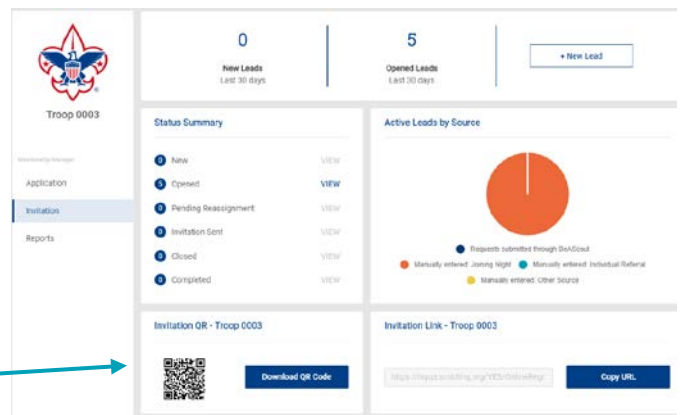 0
New Leads
Last 30 days
5
Opened Leads
Last 30 days
+ New Lead
Troop 0003
Application
Invitation
Reports
Status Summary
0 New VIEW
5 Opened VIEW
0 Pending Reassignment VIEW
0 Invitation Sent VIEW
0 Closed VIEW
0 Completed VIEW
Active Leads by Source
Requests submitted through BeAScout
Manually entered: Joining Night
Manually entered: Individual Referral
Manually entered: Other Source
Invitation QR - Troop 0003
Download QR Code
Invitation Link - Troop 0003
Copy URL